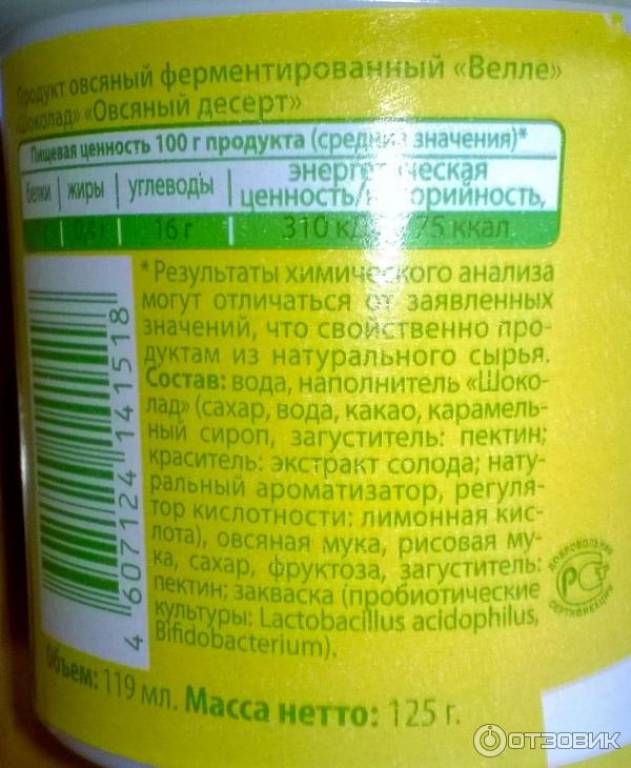 Продукт овсяный ферментированный «Велле»
«Шоколад» «Овсяный десерт»
Пищевая ценность 100 г продукта (средние значения)*
белки | жиры | углеводы | энергетическая
ценность/калорийность,
16 г 310 75 ккал
*Результаты химического анализа
могут отличаться от заявленных
значений, что свойственно про-
дуктам из натурального сырья.
Состав: вода, наполнитель «Шоко-
лад» (сахар, вода, какао, карамель-
ный сироп, загуститель: пектин;
краситель: экстракт солода; нату-
ральный ароматизатор, регуля-
тор кислотности: лимонная кис-
лота), овсяная мука, рисовая му-
ка, сахар, фруктоза, загуститель:
пектин; закваска (пробиотические
культуры: Lactobacillus acidophilus,
Bifidobacterium).
Объем: 119 мл. Масса нетто: 125 г.
4 607124 141518
ДОБРОВОЛЬНАЯ
СЕРТИФИКАЦИЯ
ОТЗОВИК